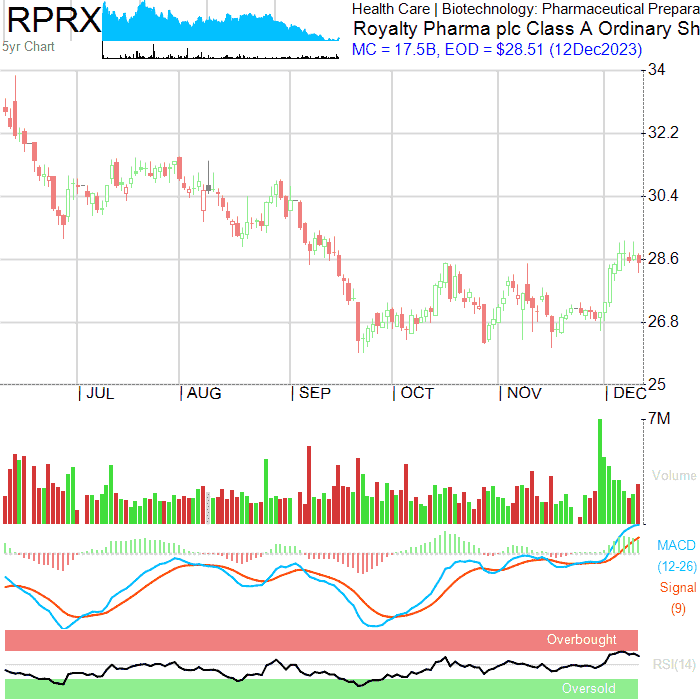 RPRX
5yr Chart
Health Care | Biotechnology: Pharmaceutical Prepara
Royalty Pharma plc Class A Ordinary Sh
MC = 17.5B, EOD = $28.51 (12Dec2023)
34
32.2
30.4
28.6
26.8
25
| JUL | AUG | SEP | OCT | NOV | DEC
7M
Volume
MACD
(12-26)
Signal
(9)
Overbought
RSI(14)
Oversold